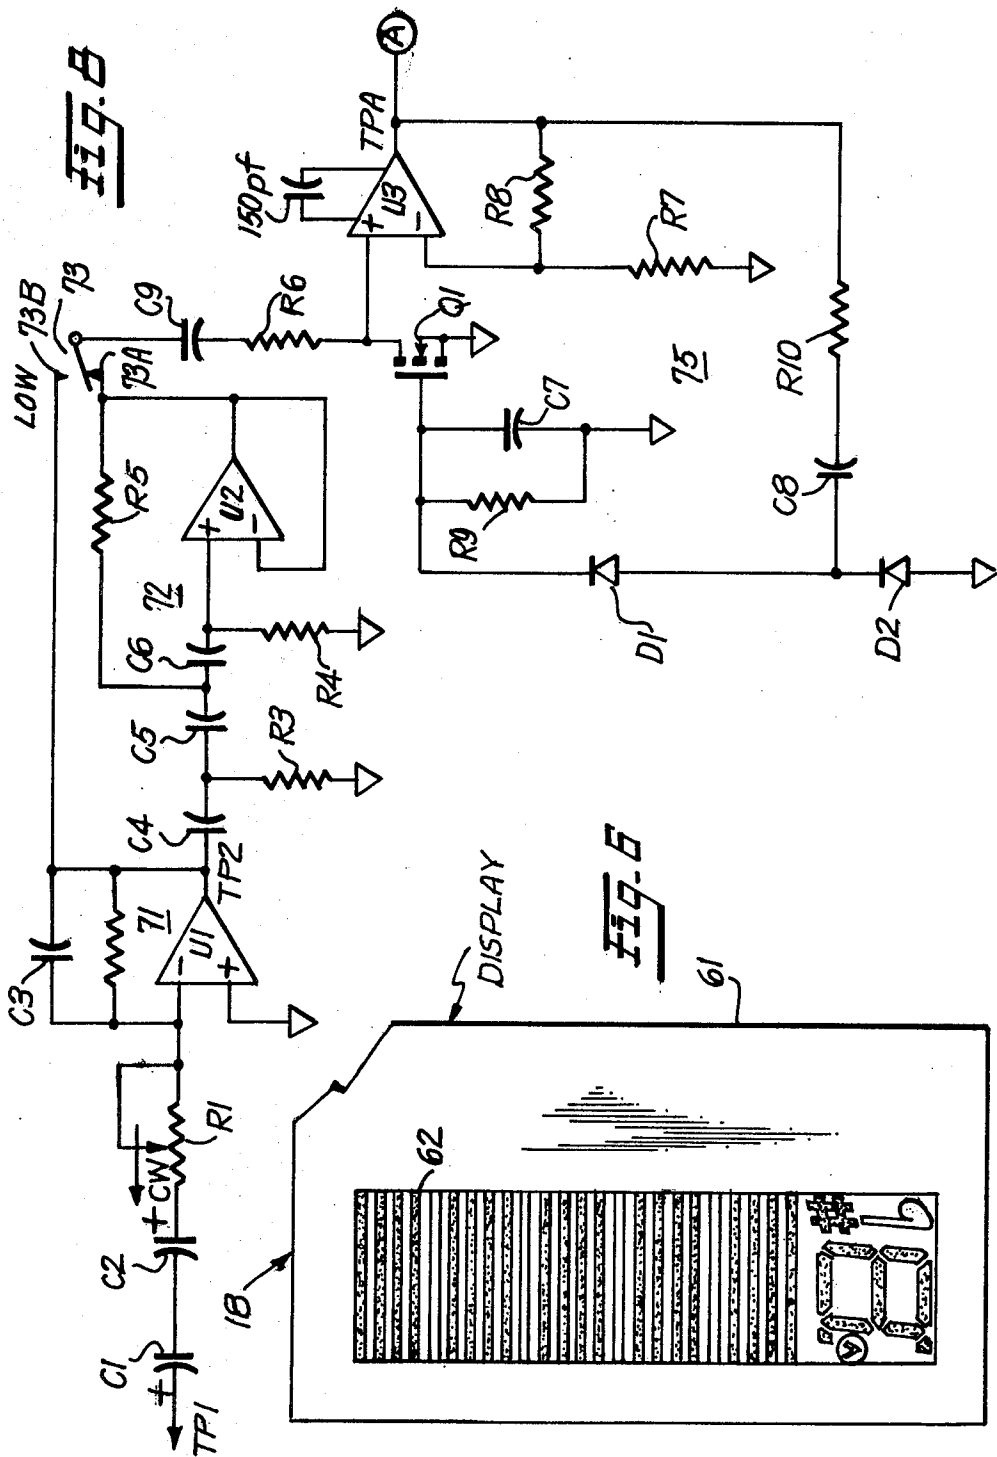 Fig. 8
LOW
73B
73
73A
C9
R6
150pf
TPA
A
U3
+
-
R8
R7
Q1
75
R10
C8
C7
R9
D1
D2
R5
U2
+
-
72
C6
R4
C5
R3
C4
TP2
C3
71
U1
-
+
CW
R1
+
C2
C1
+
TP1
Fig. 6
DISPLAY
61
62
1B
#
A